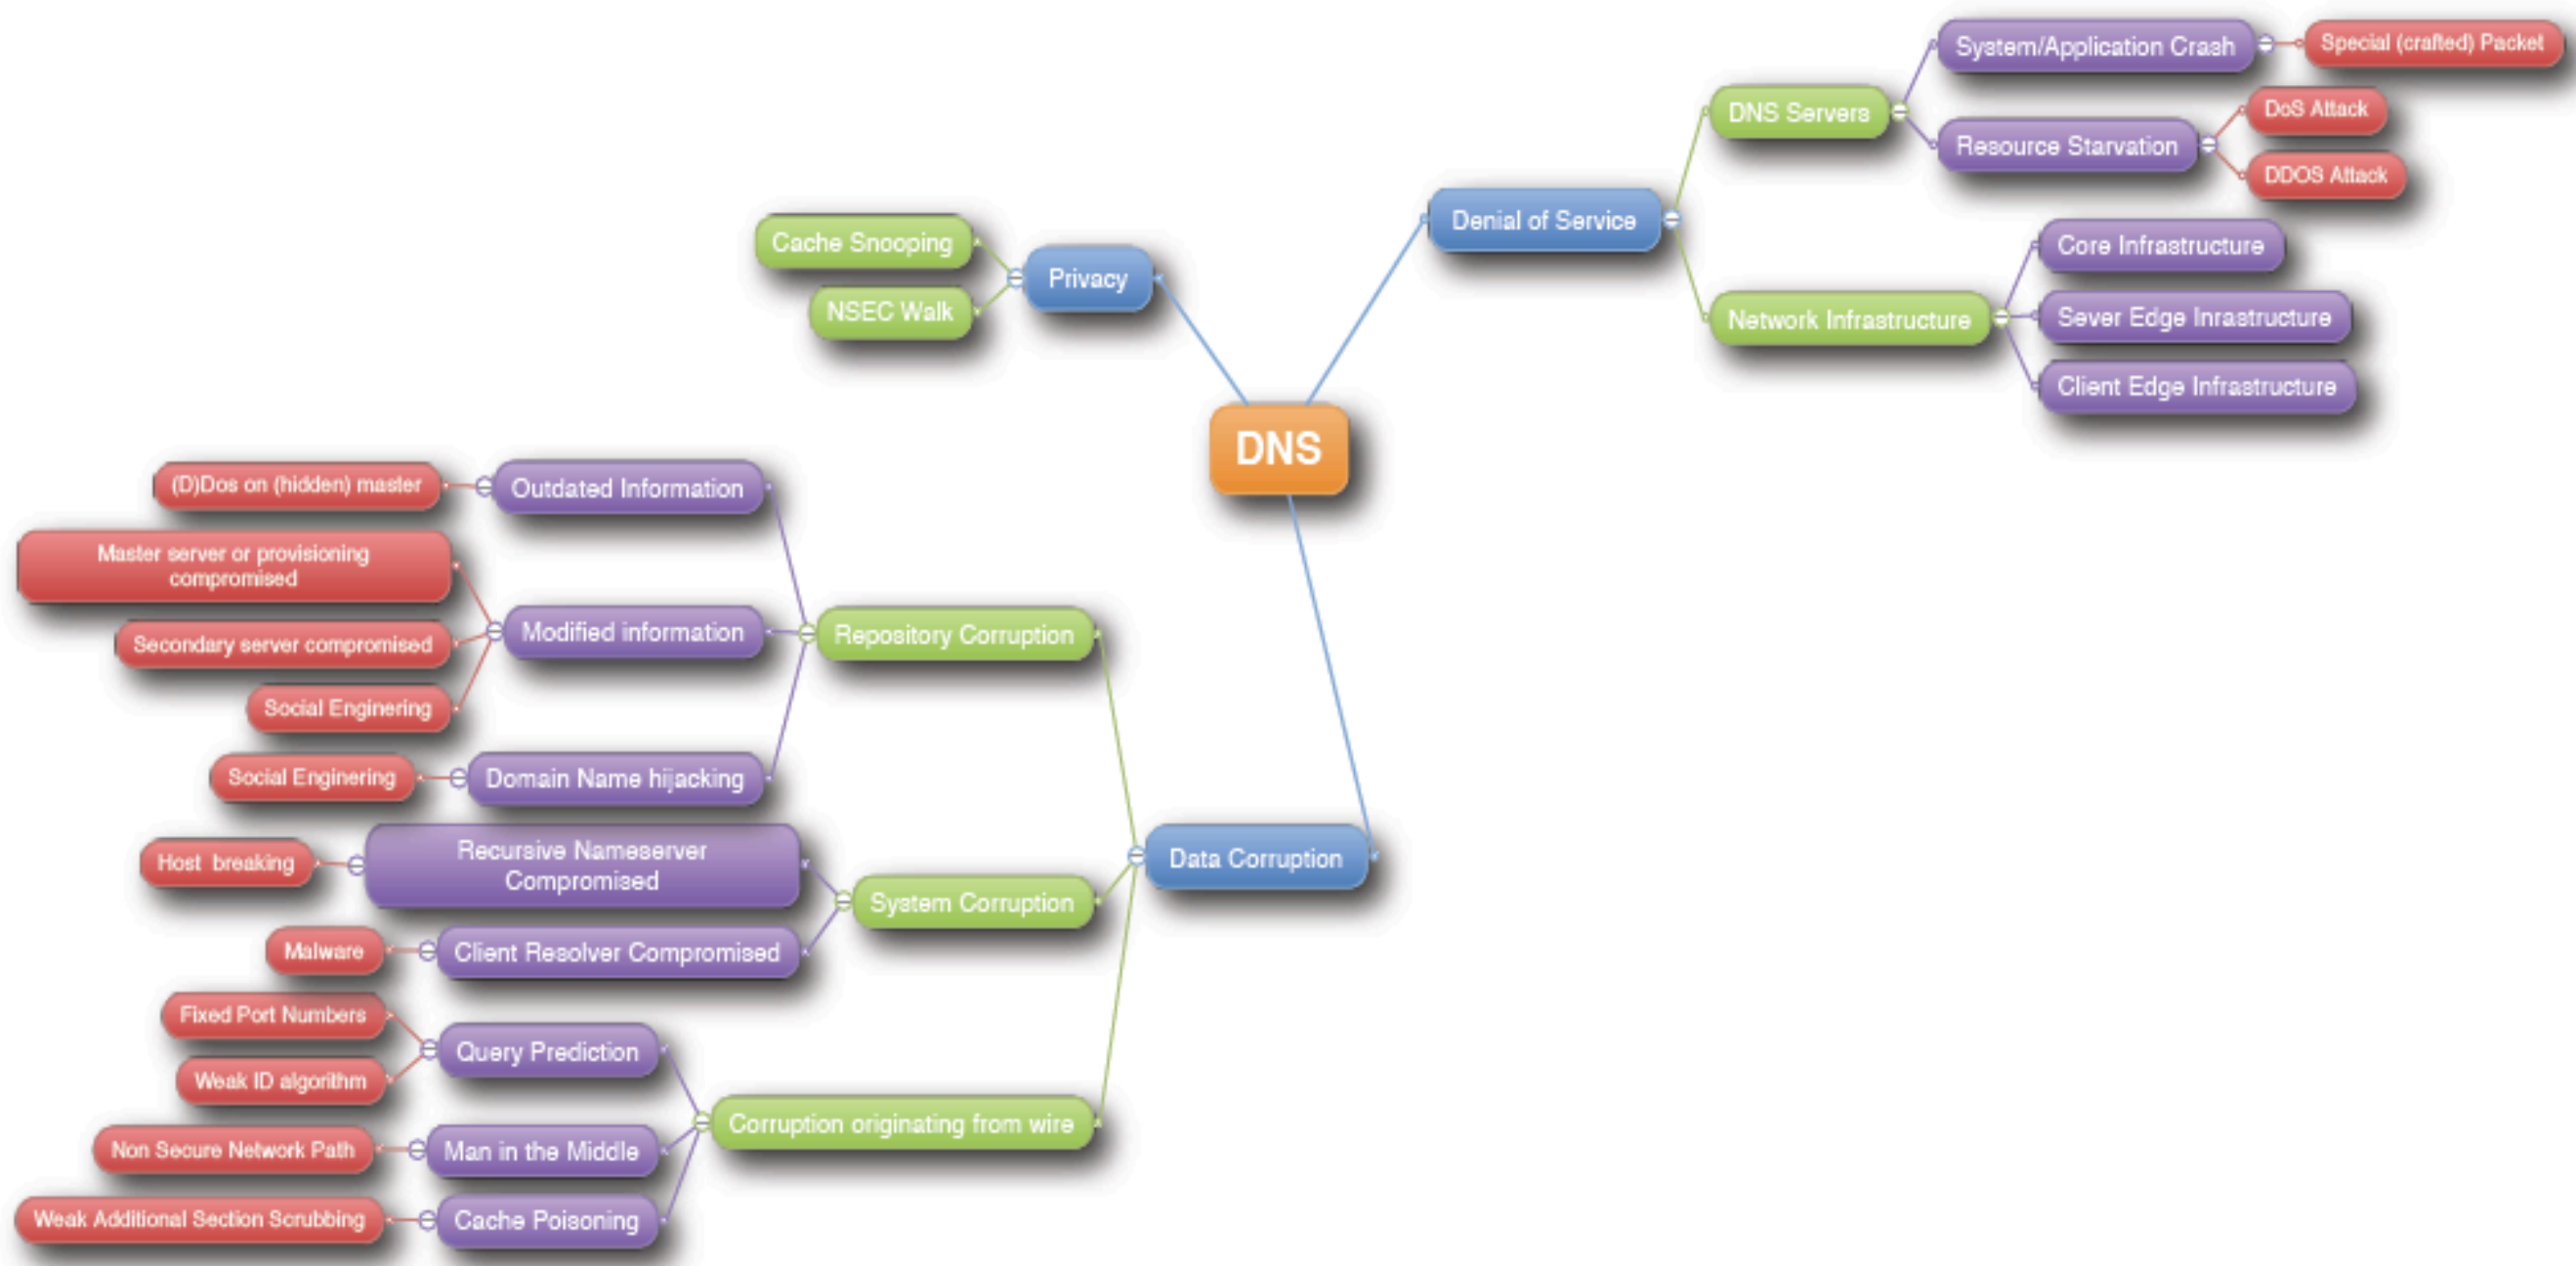 System/Application Crash
Special (crafted) Packet
DNS Servers
DoS Attack
Resource Starvation
DDOS Attack
Denial of Service
Cache Snooping
Core Infrastructure
Privacy
NSEC Walk
Network Infrastructure
Sever Edge Inrastructure
Client Edge Infrastructure
DNS
(D)Dos on (hidden) master
Outdated Information
Master server or provisioning
compromised
Modified information
Repository Corruption
Secondary server compromised
Social Enginering
Social Enginering
Domain Name hijacking
Recursive Nameserver
Compromised
Host breaking
Data Corruption
System Corruption
Malware
Client Resolver Compromised
Fixed Port Numbers
Query Prediction
Weak ID algorithm
Corruption originating from wire
Non Secure Network Path
Man in the Middle
Weak Additional Section Scrubbing
Cache Poisoning